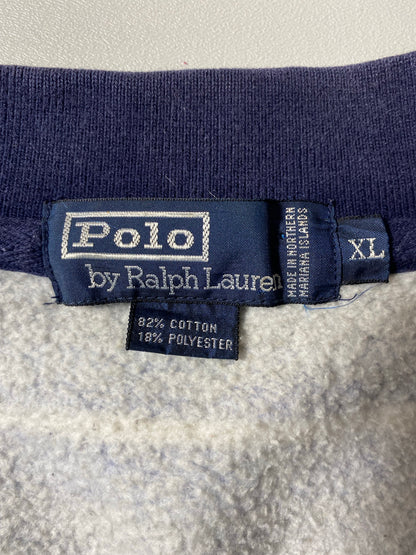 Polo
by Ralph Lauren
MADE IN NORTHERN
MARIANA ISLANDS
XL
82% COTTON
18% POLYESTER